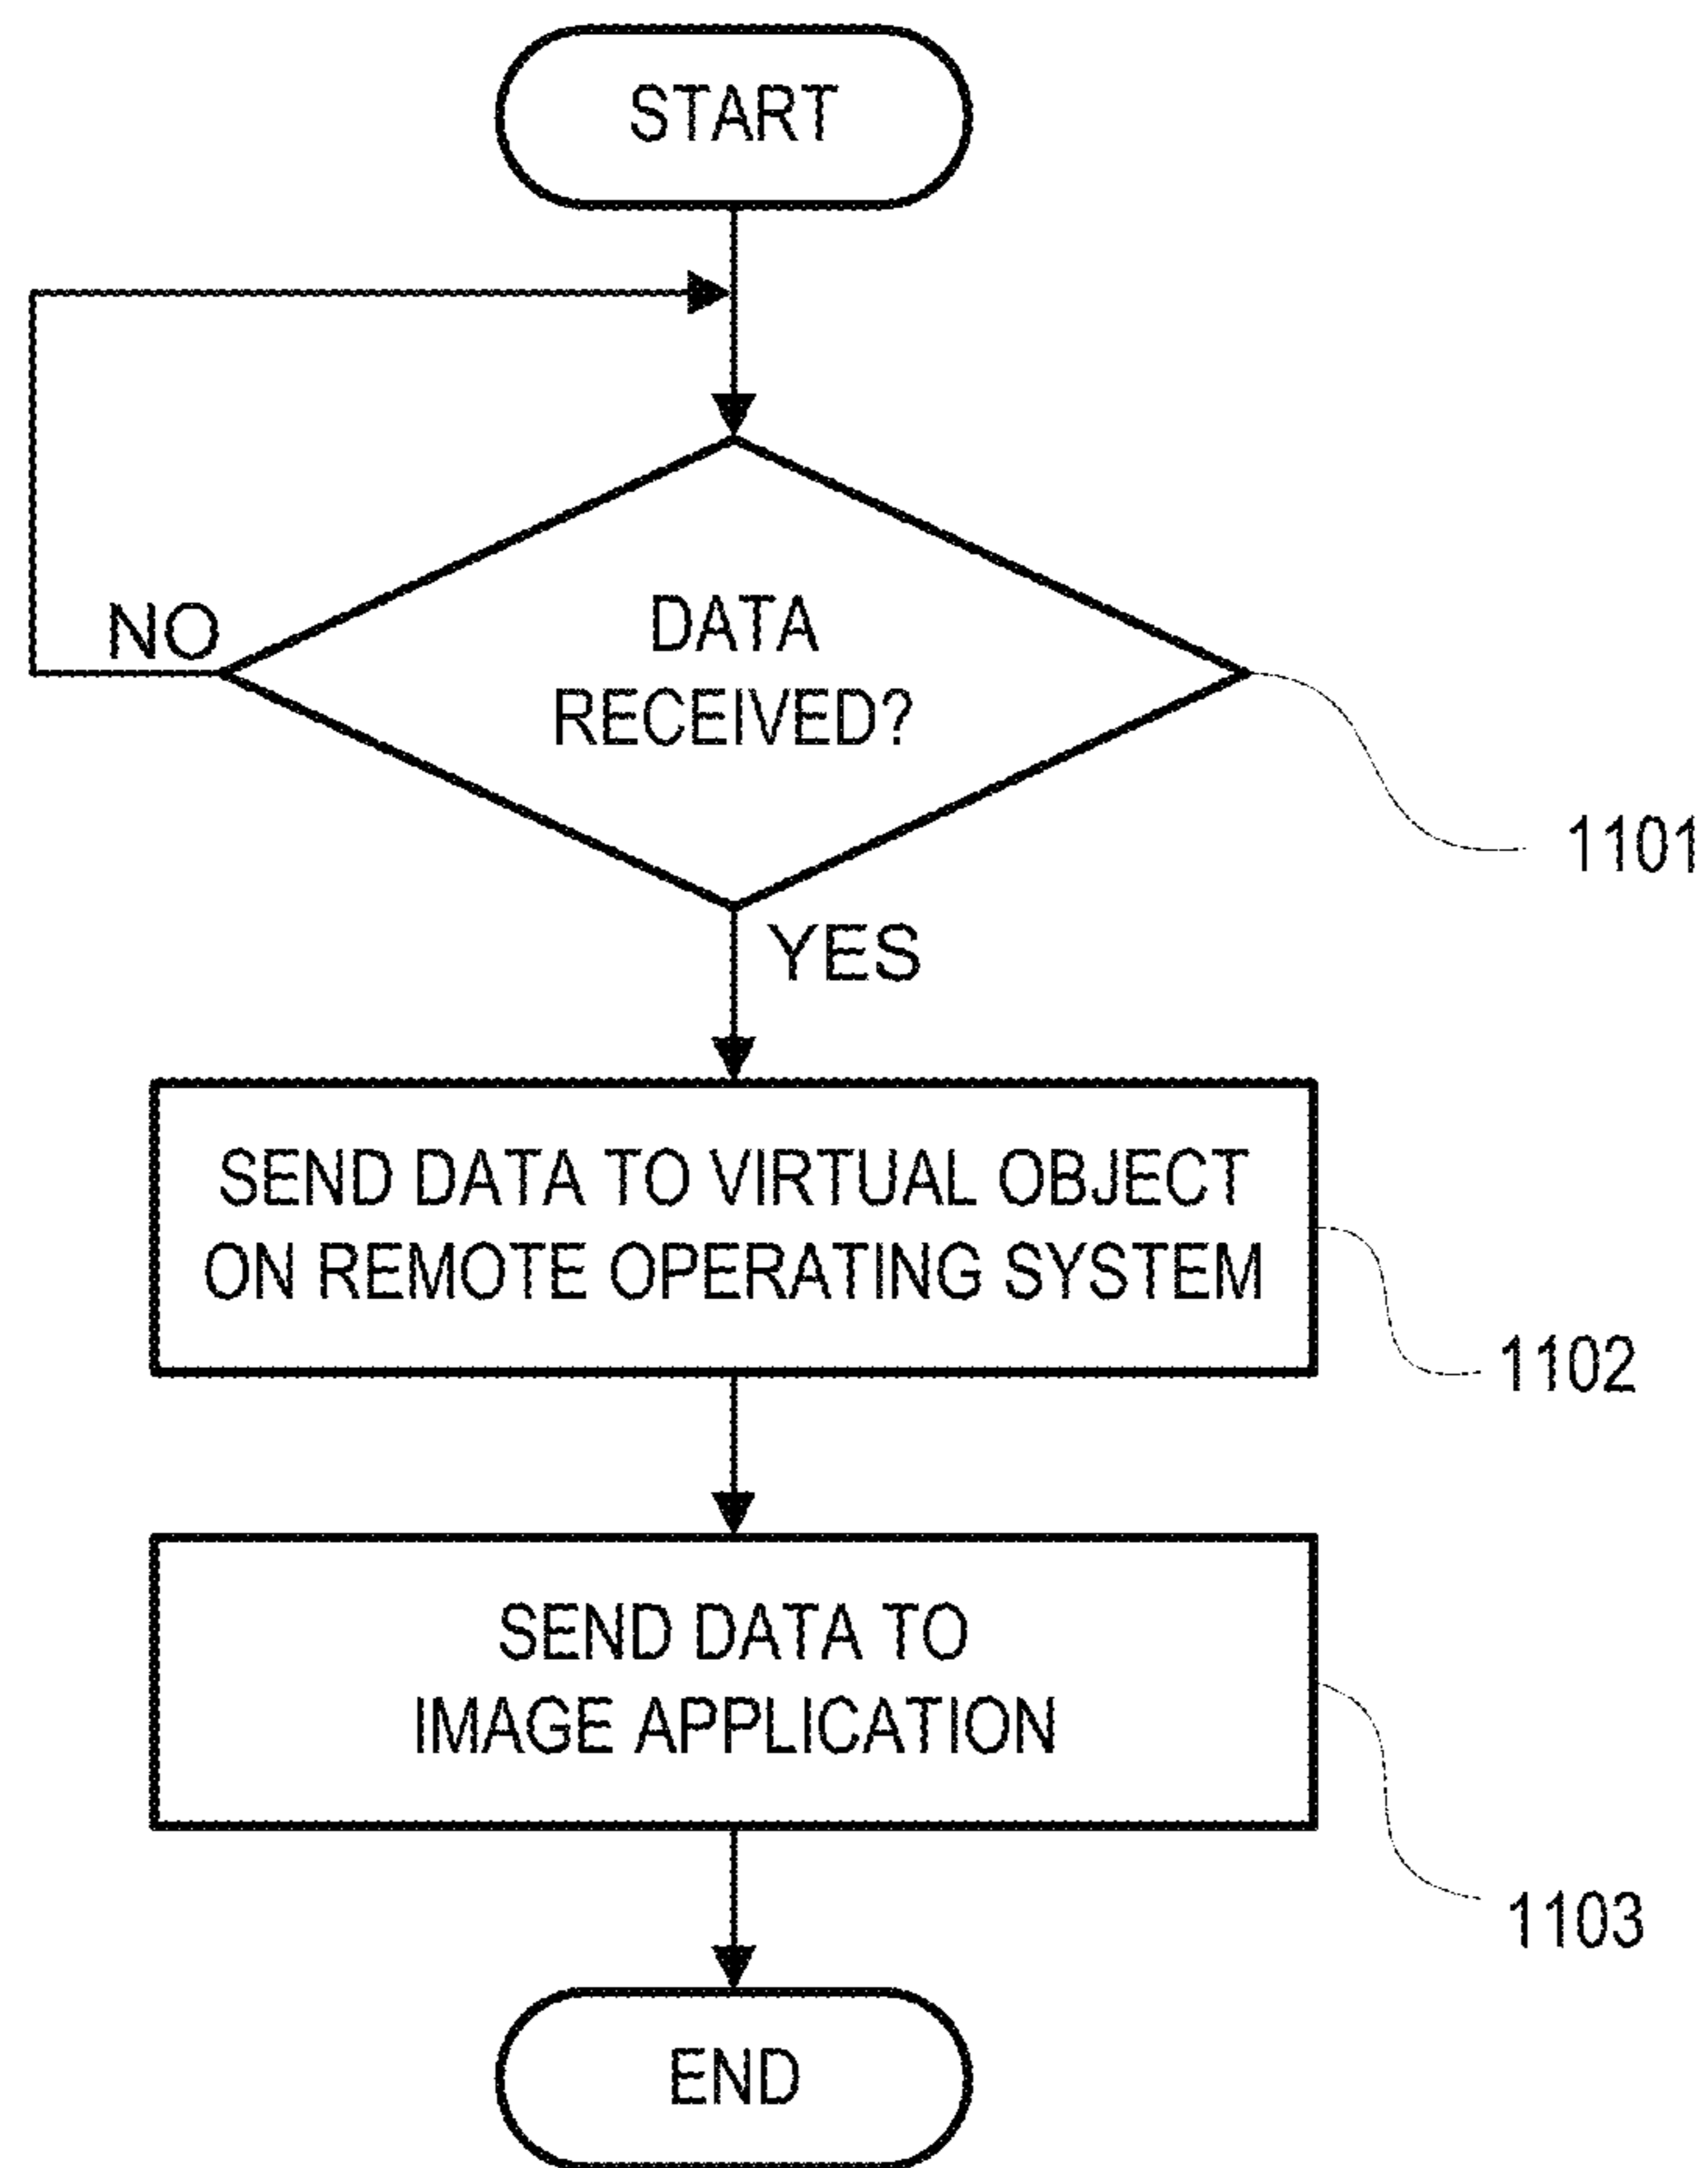 START
DATA
RECEIVED?
NO
1101
YES
SEND DATA TO VIRTUAL OBJECT
ON REMOTE OPERATING SYSTEM
1102
SEND DATA TO
IMAGE APPLICATION
1103
END